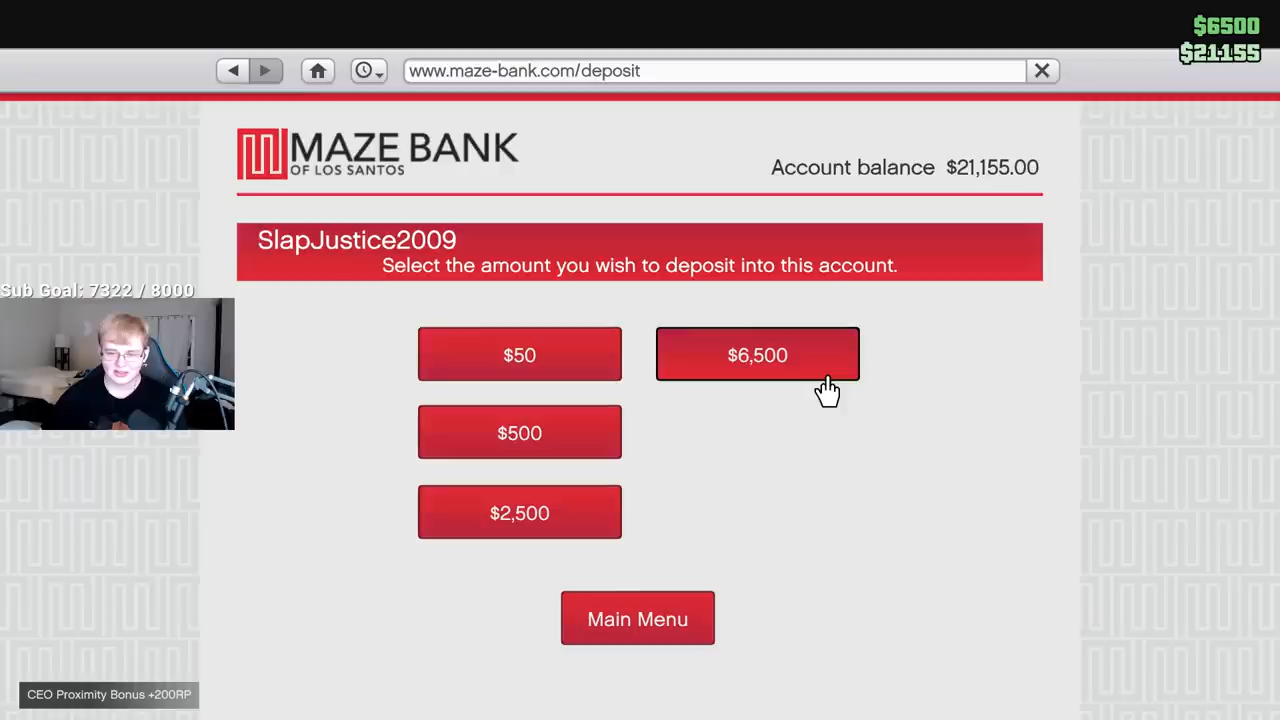 $6500
$21155
www.maze-bank.com/deposit
MAZE BANK
OF LOS SANTOS
Account balance $21,155.00
SlapJustice2009
Select the amount you wish to deposit into this account.
Sub Goal: 7322 / 8000
$50
$6,500
$500
$2,500
Main Menu
CEO Proximity Bonus +200RP